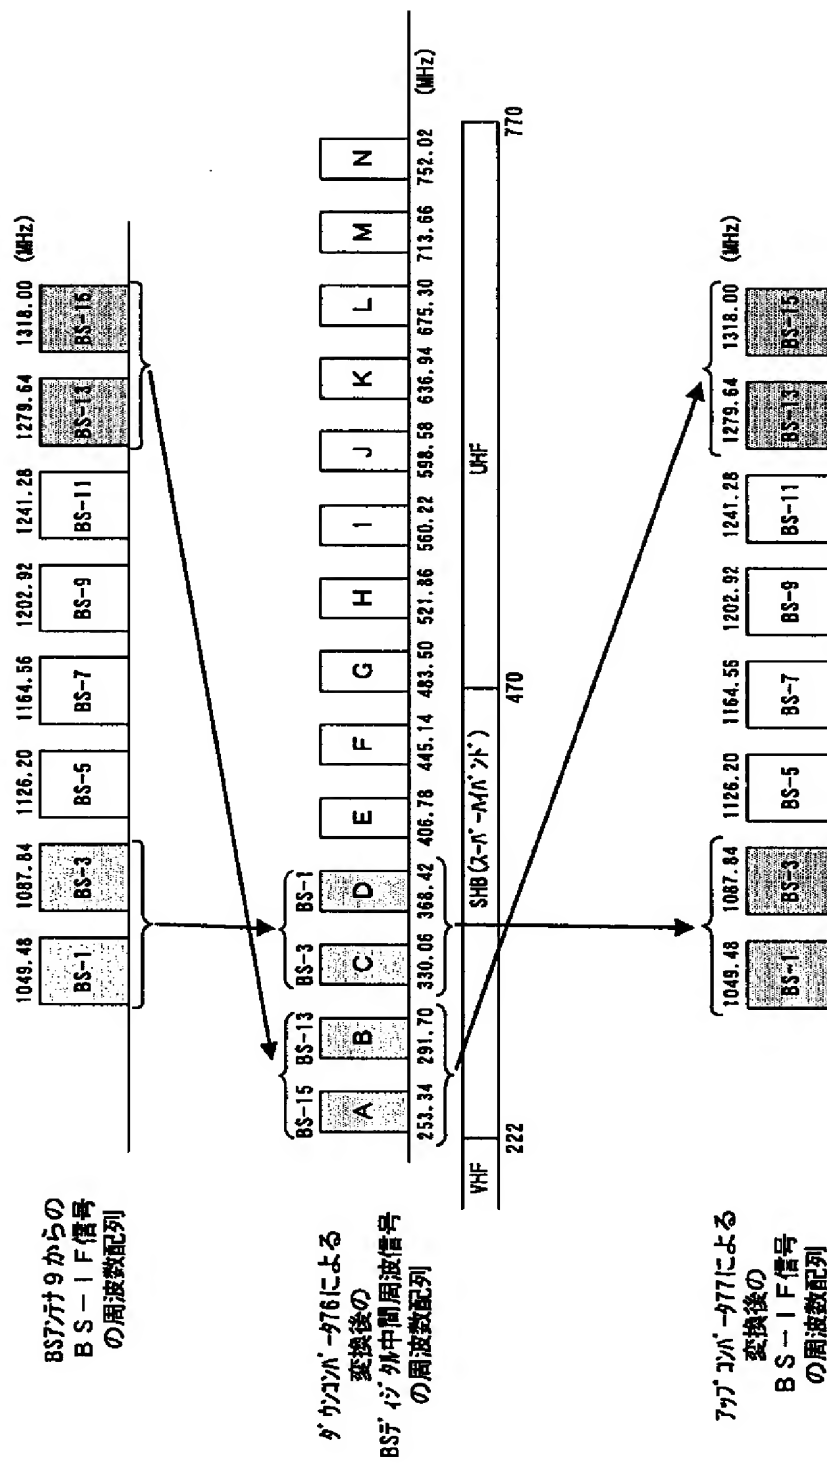 BSアンテナ9からの
BS-IF信号
の周波数配列
1049.48 1087.84 1126.20 1164.56 1202.92 1241.28 1279.64 1318.00 (MHz)
BS-1 BS-3 BS-5 BS-7 BS-9 BS-11 BS-13 BS-15
ダウンコンバータ76による
変換後の
BSディジタル中間周波信号
の周波数配列
BS-15 BS-13 BS-3 BS-1
A B C D E F G H I J K L M N
253.34 291.70 330.06 368.42 406.78 445.14 483.50 521.86 560.22 598.58 636.94 675.30 713.66 752.02 (MHz)
VHF SHB(スーパーハイバンド) UHF
222 470 770
アップコンバータ77による
変換後の
BS-IF信号
の周波数配列
1049.48 1087.84 1126.20 1164.56 1202.92 1241.28 1279.64 1318.00 (MHz)
BS-1 BS-3 BS-5 BS-7 BS-9 BS-11 BS-13 BS-15